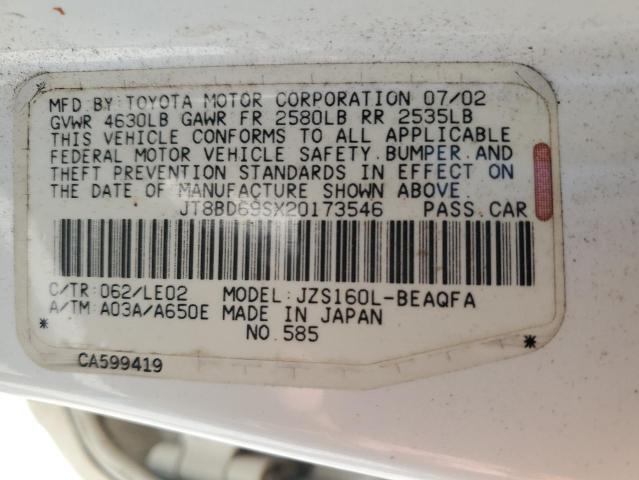 MFD BY TOYOTA MOTOR CORPORATION 07/02
GVWR 4630LB GAWR FR 2580LB RR 2535LB
THIS VEHICLE CONFORMS TO ALL APPLICABLE
FEDERAL MOTOR VEHICLE SAFETY, BUMPER, AND
THEFT PREVENTION STANDARDS IN EFFECT ON
THE DATE OF MANUFACTURE SHOWN ABOVE.
JT8BD69SX20173546 PASS. CAR
C/TR: 062/LE02 MODEL: JZS160L-BEAQFA
A/TM: A03A/A650E MADE IN JAPAN
* NO. 585 *
CA599419